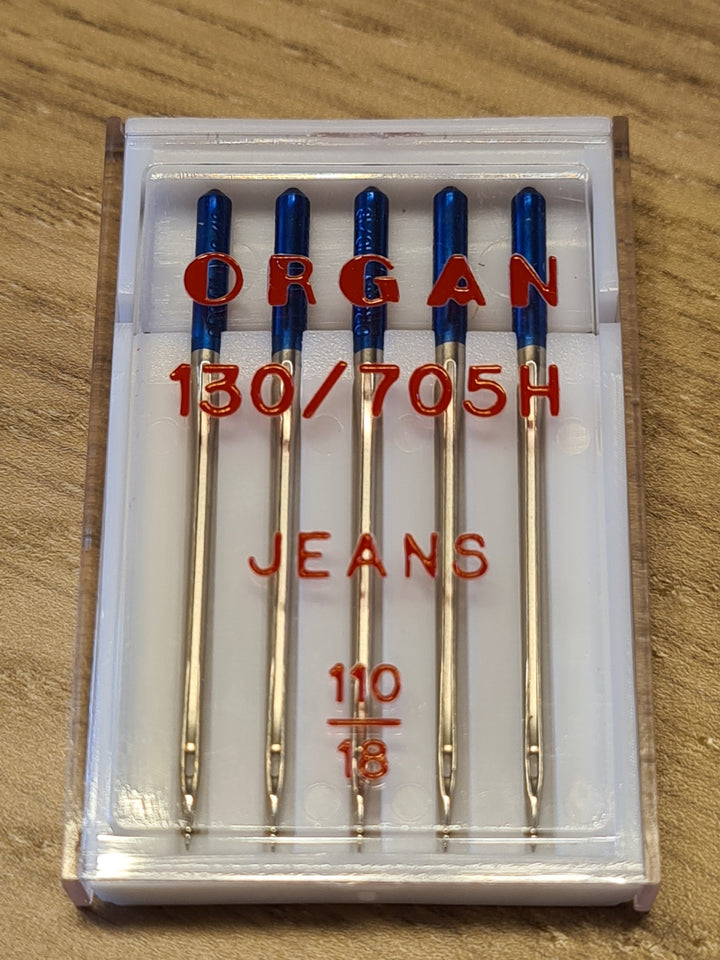 ORGAN
130/705H
JEANS
110
18